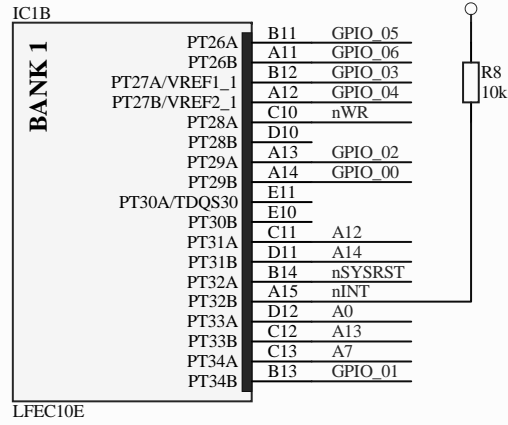 IC1B
BANK 1
PT26A B11 GPIO_05
PT26B A11 GPIO_06
PT27A/VREF1_1 B12 GPIO_03
PT27B/VREF2_1 A12 GPIO_04
PT28A C10 nWR
PT28B D10
PT29A A13 GPIO_02
PT29B A14 GPIO_00
PT30A/TDQS30 E11
PT30B E10
PT31A C11 A12
PT31B D11 A14
PT32A B14 nSYSRST
PT32B A15 nINT
PT33A D12 A0
PT33B C12 A13
PT34A C13 A7
PT34B B13 GPIO_01
LFEC10E
R8
10k